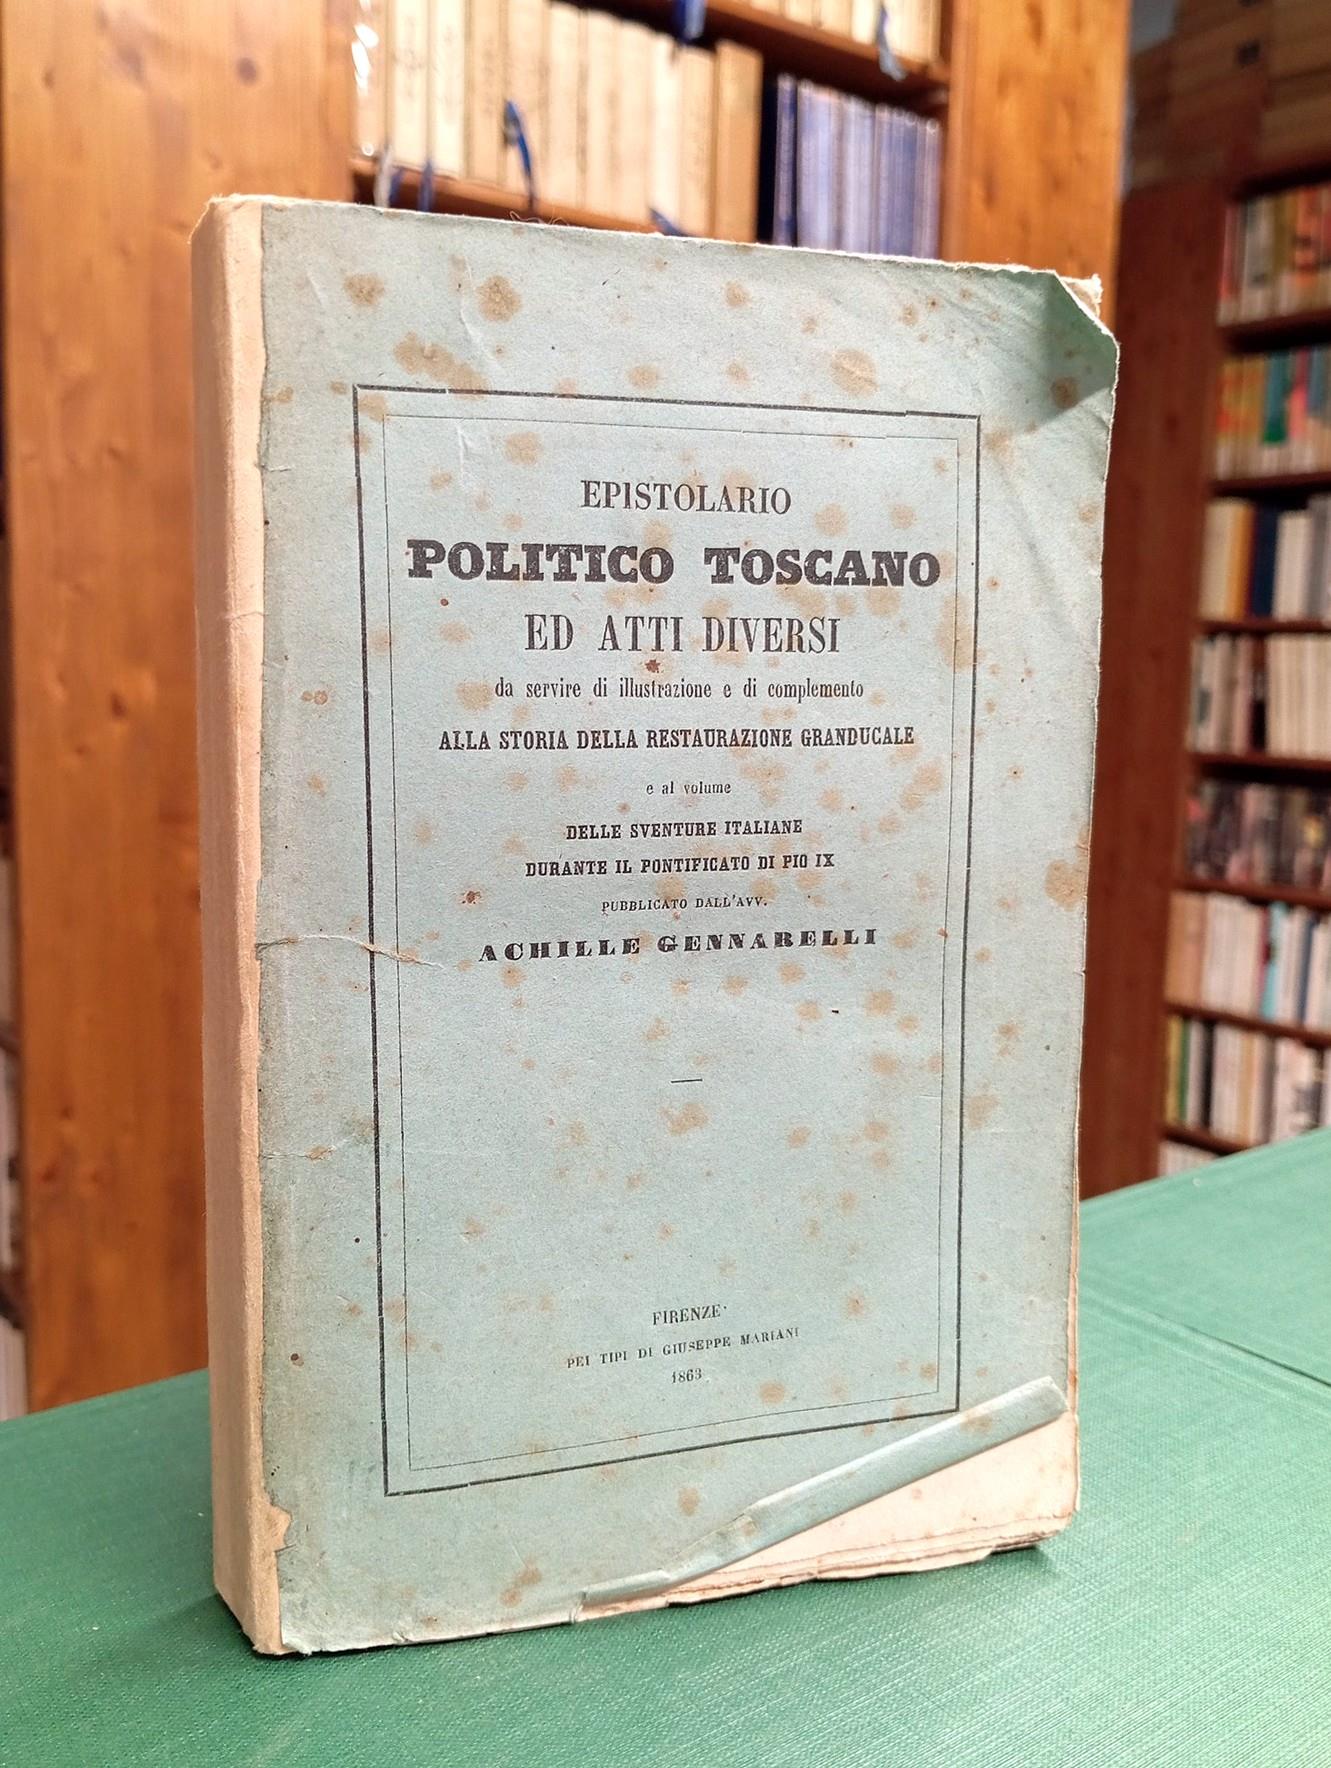 EPISTOLARIO
POLITICO TOSCANO
ED ATTI DIVERSI
da servire di illustrazione e di complemento
ALLA STORIA DELLA RESTAURAZIONE GRANDUCALE
e al volume
DELLE SVENTURE ITALIANE
DURANTE IL PONTIFICATO DI PIO IX
PUBBLICATO DALL'AVV.
ACHILLE GENNARELLI
FIRENZE
PEI TIPI DI GIUSEPPE MARIANI
1863